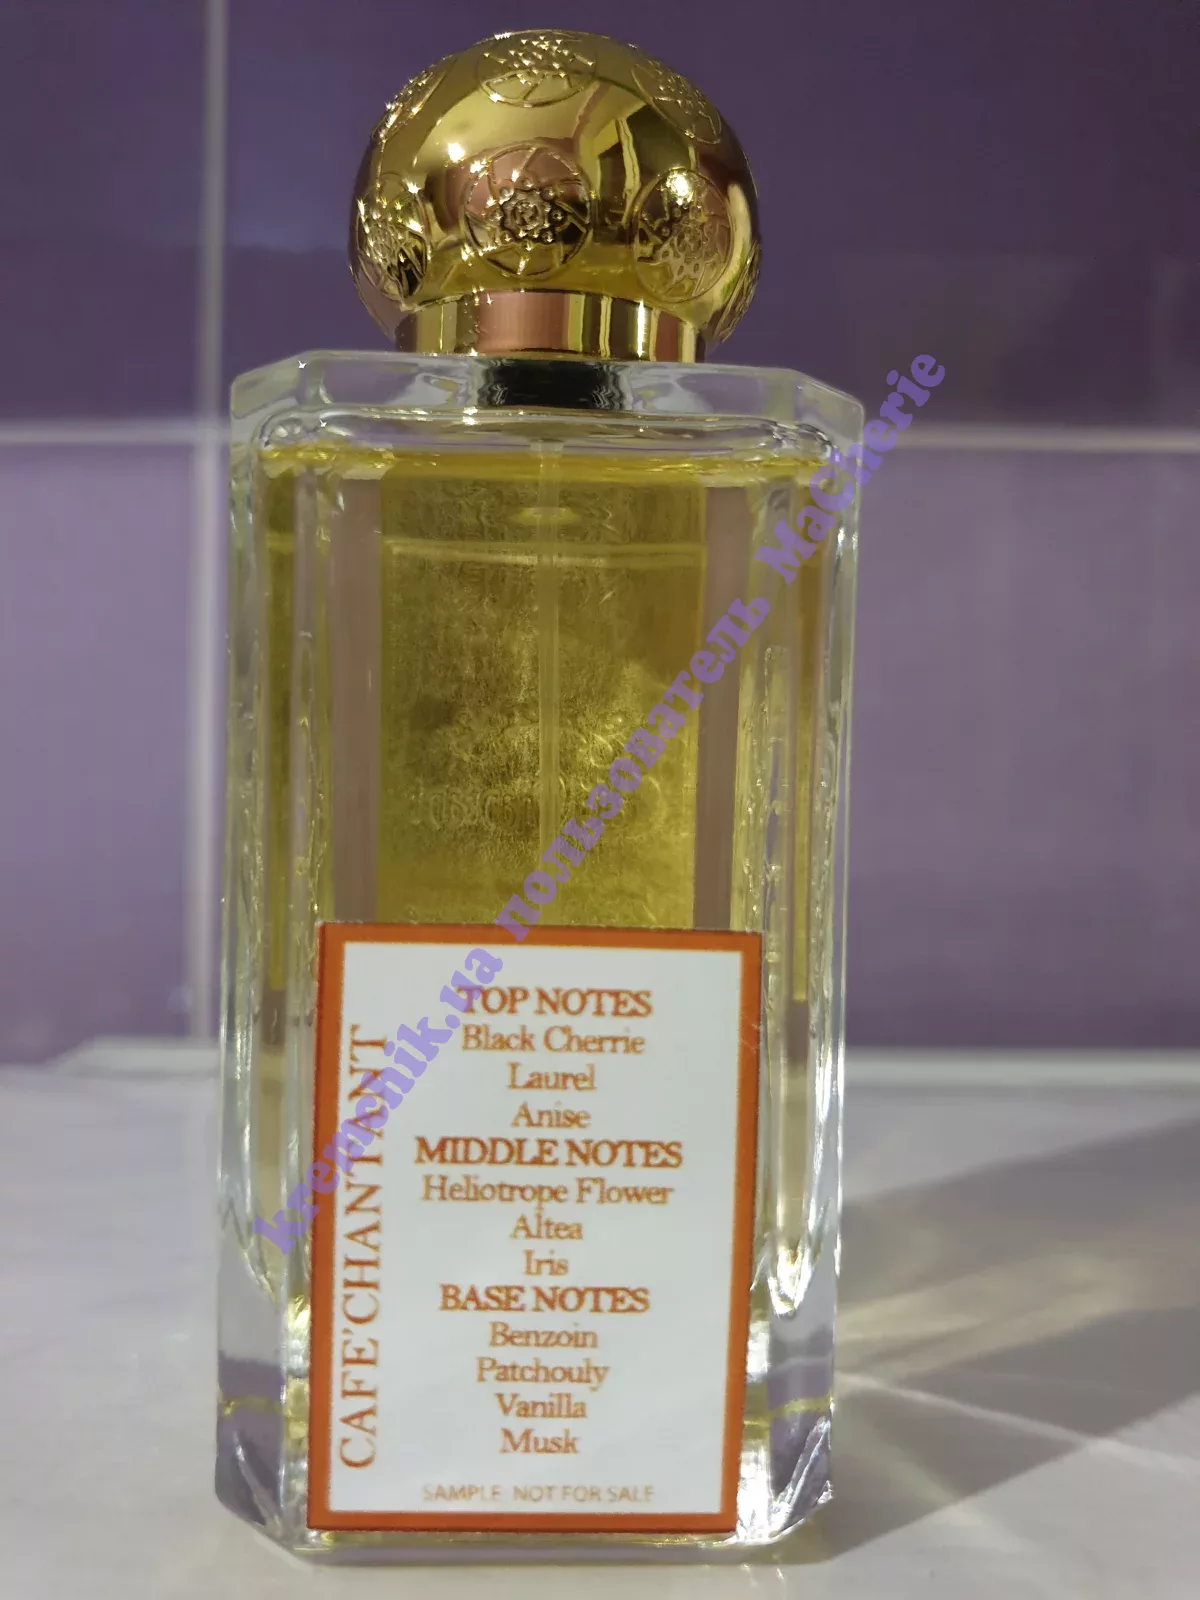 TOP NOTES
Black Cherrie
Laurel
Anise
MIDDLE NOTES
Heliotrope Flower
Altea
Iris
BASE NOTES
Benzoin
Patchouly
Vanilla
Musk
SAMPLE NOT FOR SALE
CAFE'CHANTANT
kremchik.ua пользователь MaCherie
R